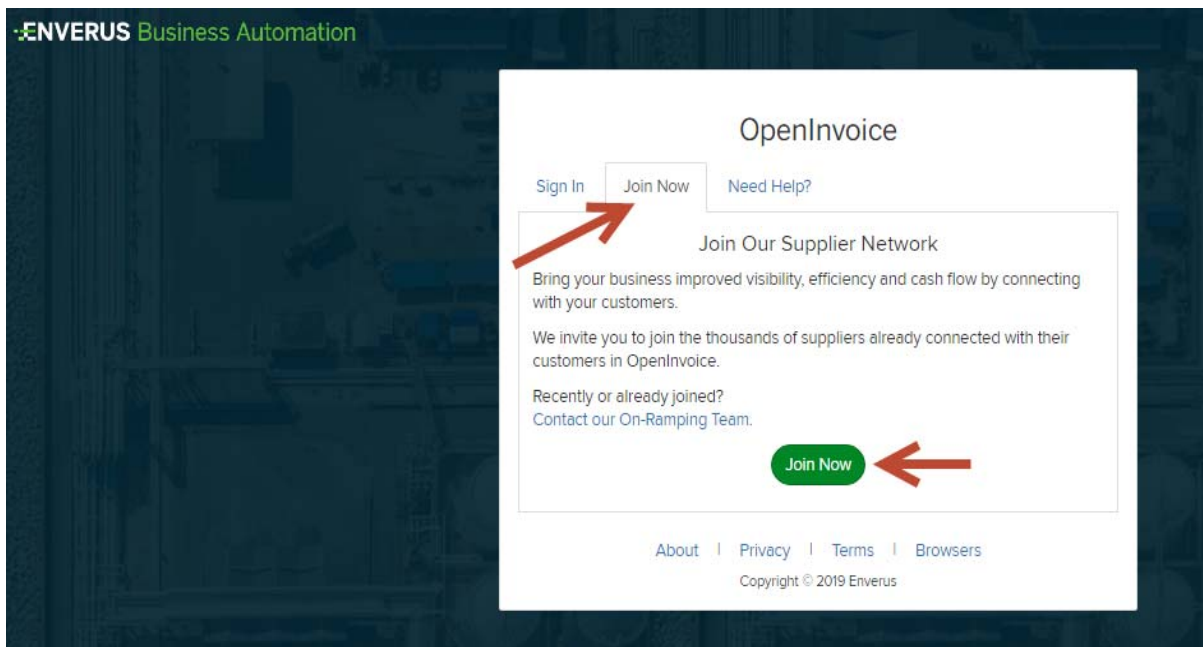 ENVERUS Business Automation
OpenInvoice
Sign In Join Now Need Help?
Join Our Supplier Network
Bring your business improved visibility, efficiency and cash flow by connecting
with your customers.
We invite you to join the thousands of suppliers already connected with their
customers in OpenInvoice.
Recently or already joined?
Contact our On-Ramping Team.
Join Now
About | Privacy | Terms | Browsers
Copyright © 2019 Enverus